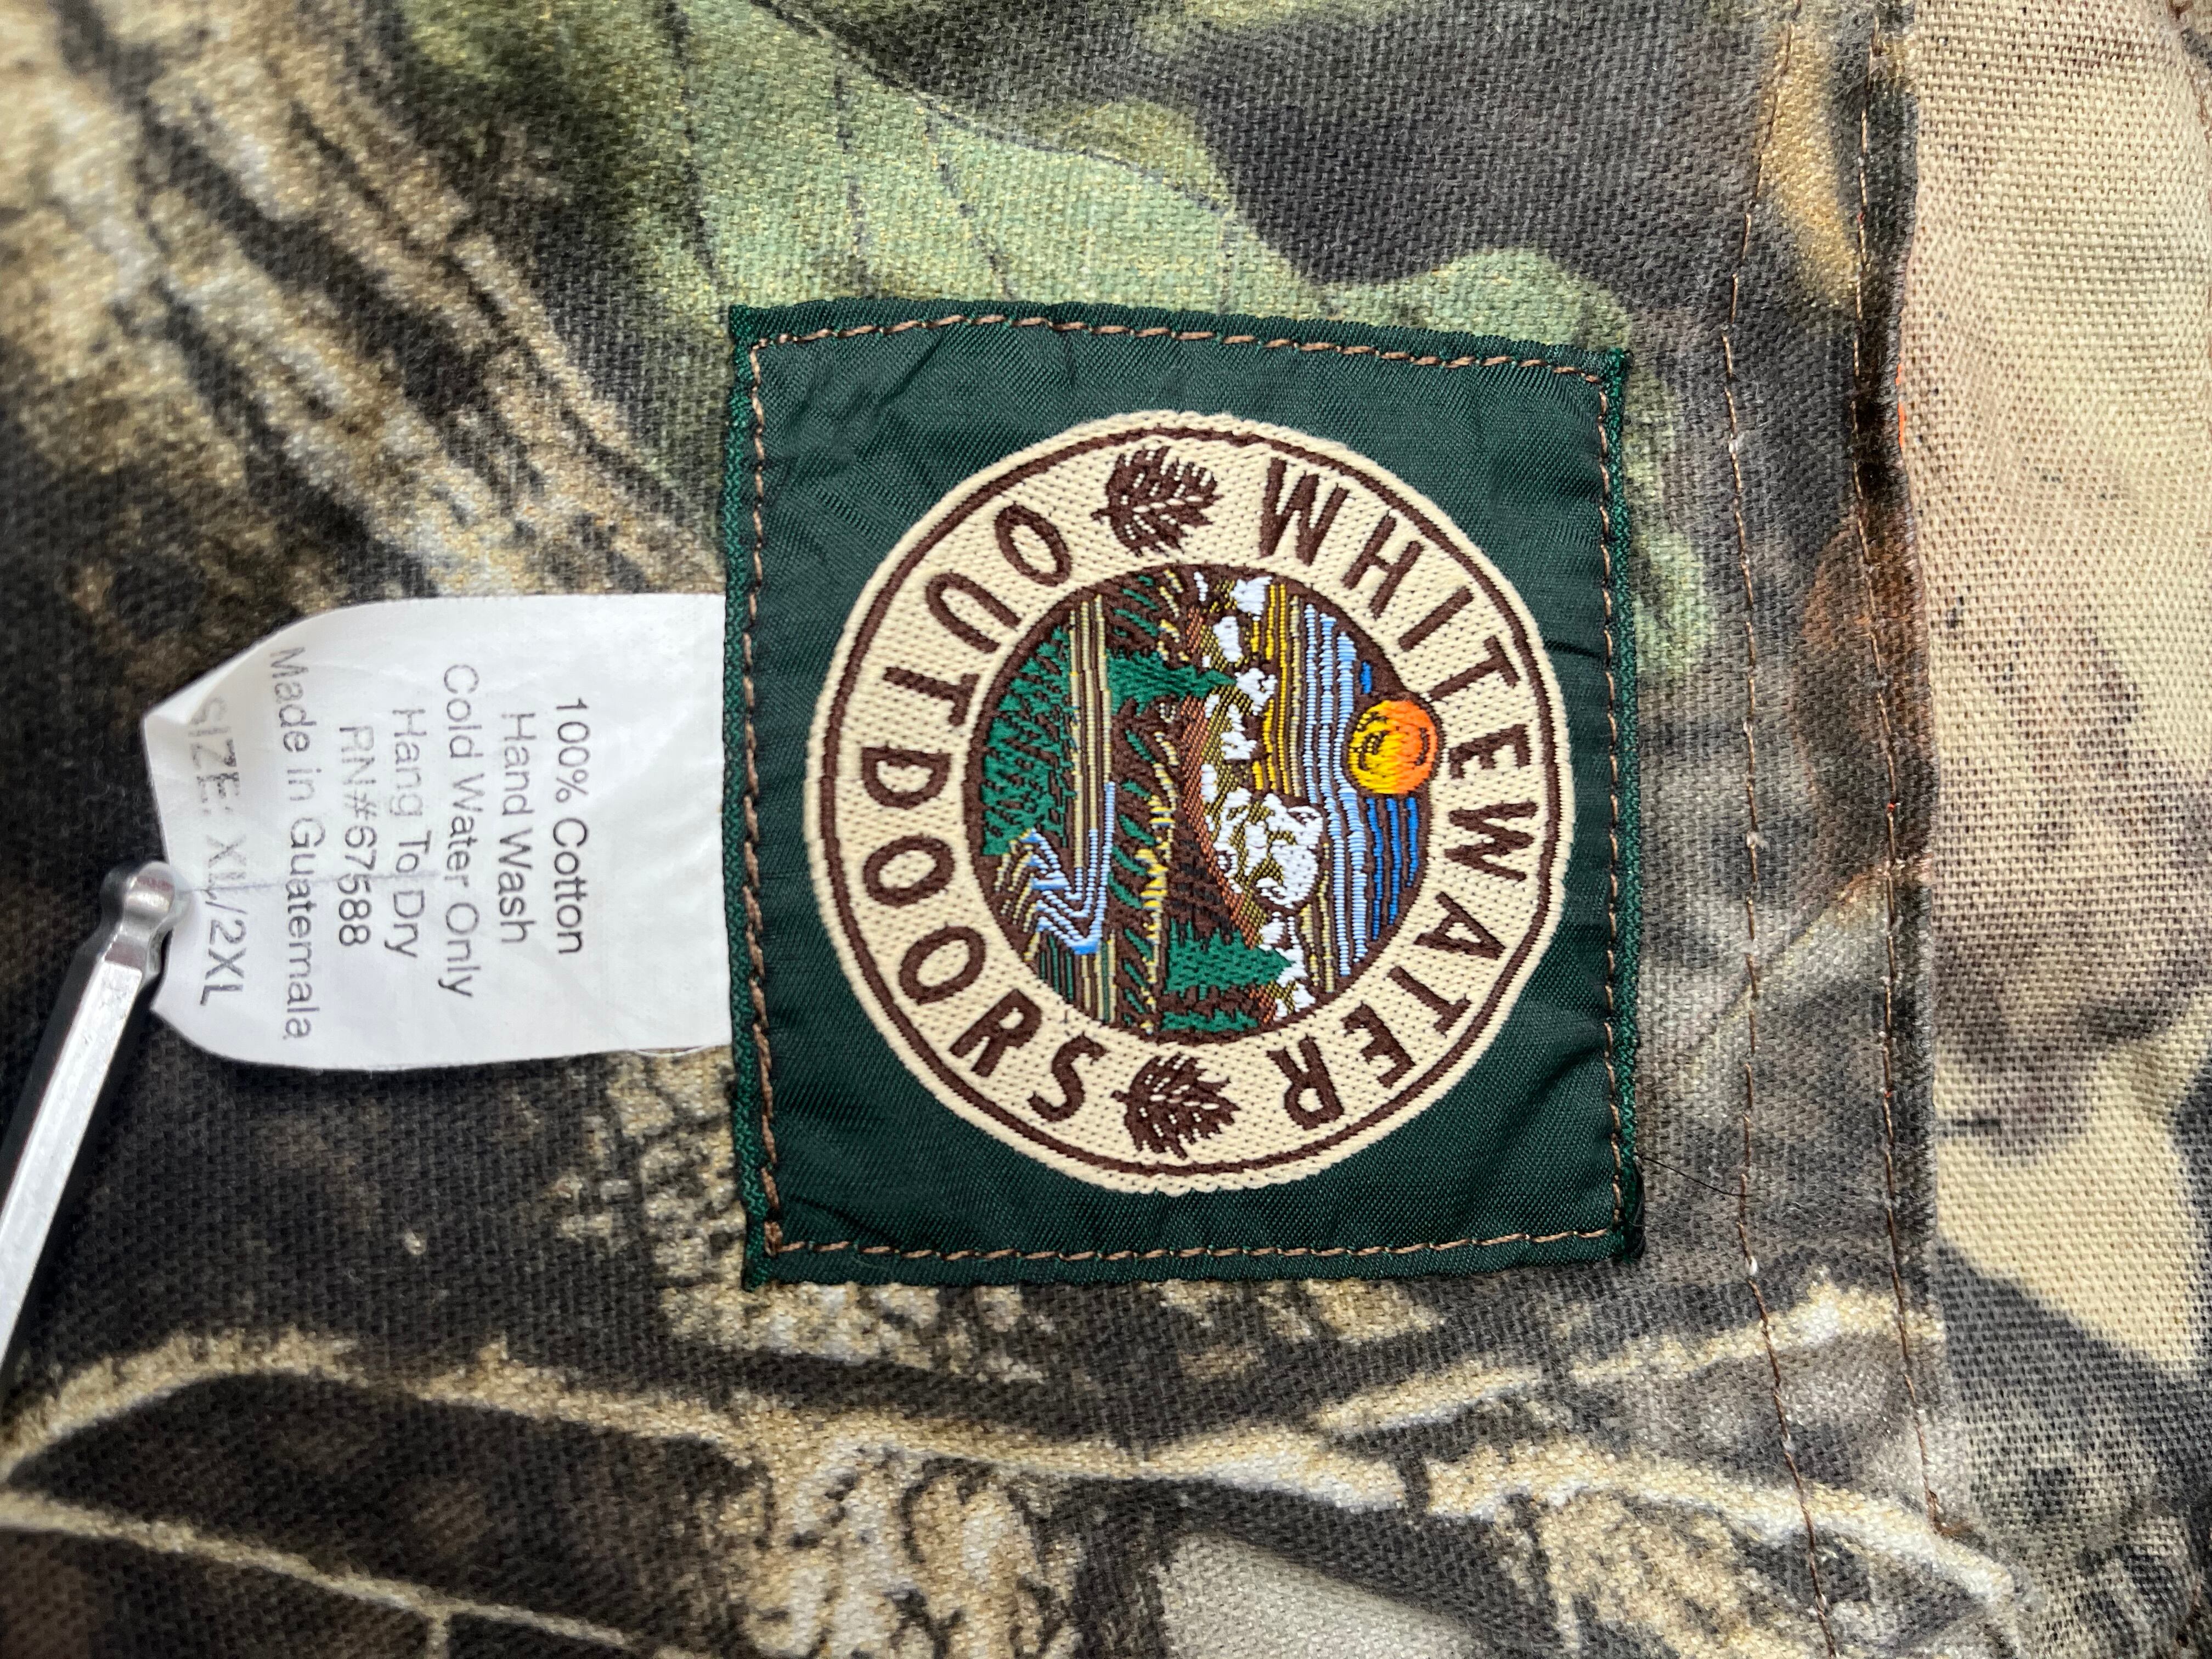 WHITEWATER
OUTDOORS
100% Cotton
Hand Wash
Cold Water Only
Hang To Dry
RN#67588
Made in Guatemala
SIZE: XL/2XL